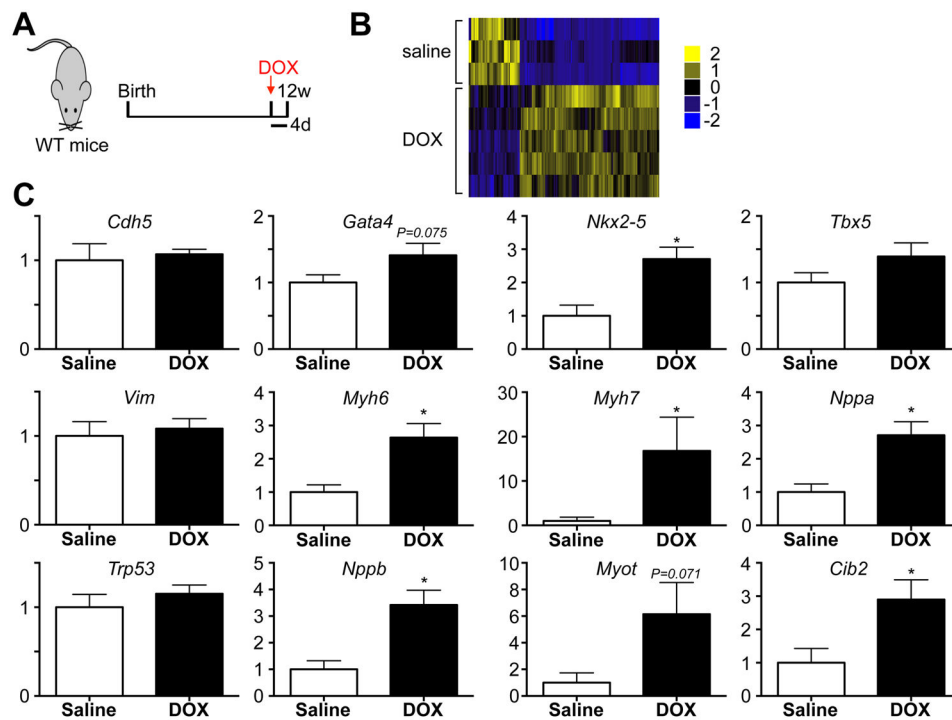 A
Birth
DOX
12w
4d
WT mice
B
saline
DOX
2
1
0
-1
-2
C
Cdh5
1
0
Saline DOX
Gata4
P=0.075
2
1
0
Saline DOX
Nkx2-5
*
4
3
2
1
0
Saline DOX
Tbx5
2
1
0
Saline DOX
Vim
1
0
Saline DOX
Myh6
*
4
3
2
1
0
Saline DOX
Myh7
*
30
20
10
0
Saline DOX
Nppa
*
4
3
2
1
0
Saline DOX
Trp53
1
0
Saline DOX
Nppb
*
5
4
3
2
1
0
Saline DOX
Myot
P=0.071
10
8
6
4
2
0
Saline DOX
Cib2
*
4
3
2
1
0
Saline DOX